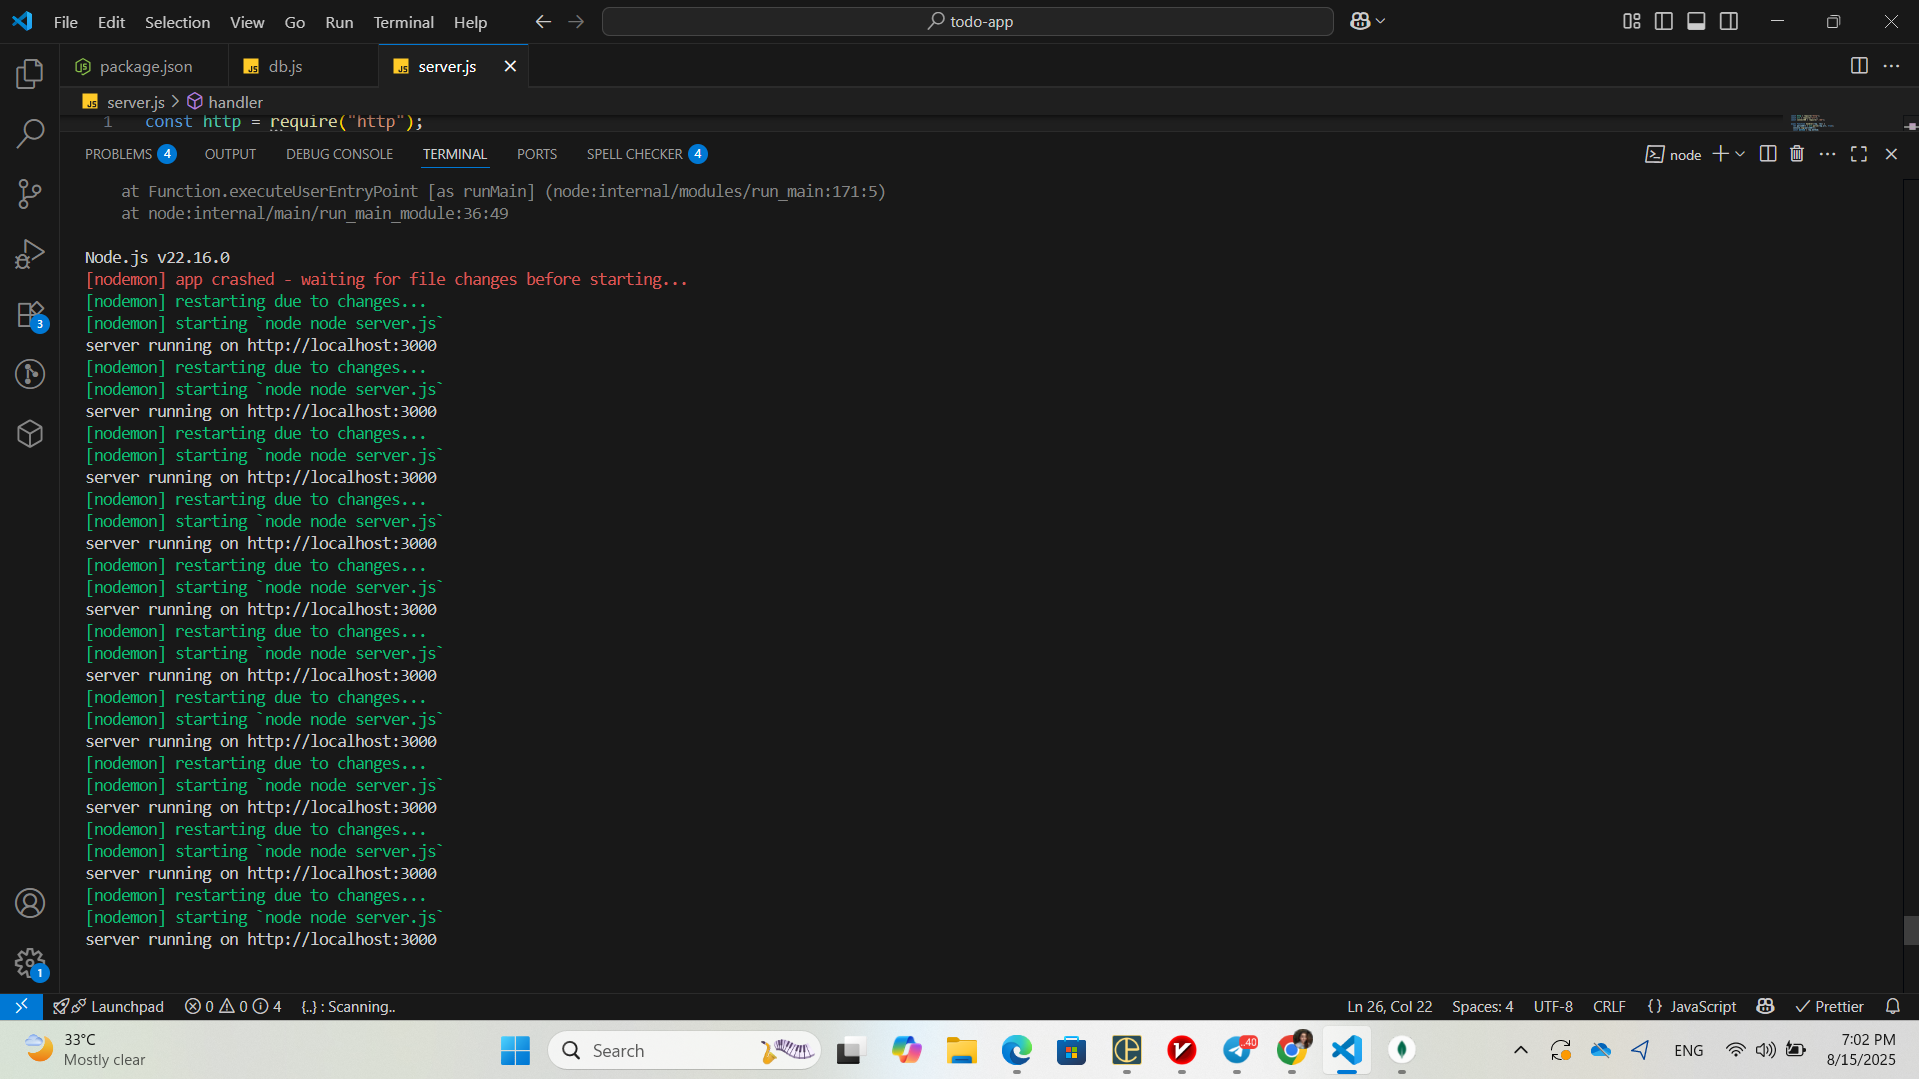 File Edit Selection View Go Run Terminal Help
todo-app
package.json
JS db.js
JS server.js
JS server.js > handler
1 const http = require("http");
PROBLEMS 4 OUTPUT DEBUG CONSOLE TERMINAL PORTS SPELL CHECKER 4
node
at Function.executeUserEntryPoint [as runMain] (node:internal/modules/run_main:171:5)
at node:internal/main/run_main_module:36:49
Node.js v22.16.0
[nodemon] app crashed - waiting for file changes before starting...
[nodemon] restarting due to changes...
[nodemon] starting `node node server.js`
server running on http://localhost:3000
[nodemon] restarting due to changes...
[nodemon] starting `node node server.js`
server running on http://localhost:3000
[nodemon] restarting due to changes...
[nodemon] starting `node node server.js`
server running on http://localhost:3000
[nodemon] restarting due to changes...
[nodemon] starting `node node server.js`
server running on http://localhost:3000
[nodemon] restarting due to changes...
[nodemon] starting `node node server.js`
server running on http://localhost:3000
[nodemon] restarting due to changes...
[nodemon] starting `node node server.js`
server running on http://localhost:3000
[nodemon] restarting due to changes...
[nodemon] starting `node node server.js`
server running on http://localhost:3000
[nodemon] restarting due to changes...
[nodemon] starting `node node server.js`
server running on http://localhost:3000
[nodemon] restarting due to changes...
[nodemon] starting `node node server.js`
server running on http://localhost:3000
[nodemon] restarting due to changes...
[nodemon] starting `node node server.js`
server running on http://localhost:3000
3
1
Launchpad 0 0 4 {..} : Scanning..
Ln 26, Col 22 Spaces: 4 UTF-8 CRLF {} JavaScript Prettier
33°C
Mostly clear
Search
.40
ENG
7:02 PM
8/15/2025